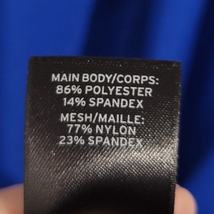 MAIN BODY/CORPS:
86% POLYESTER
14% SPANDEX
MESH/MAILLE:
77% NYLON
23% SPANDEX